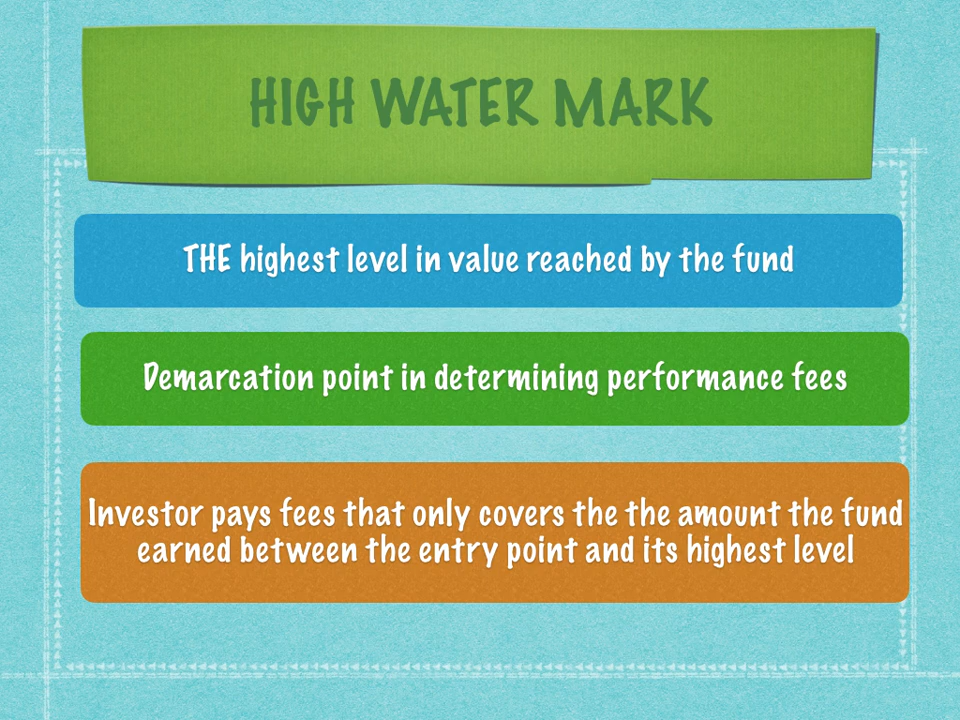 HIGH WATER MARK
THE highest level in value reached by the fund
Demarcation point in determining performance fees
Investor pays fees that only covers the the amount the fund
earned between the entry point and its highest level